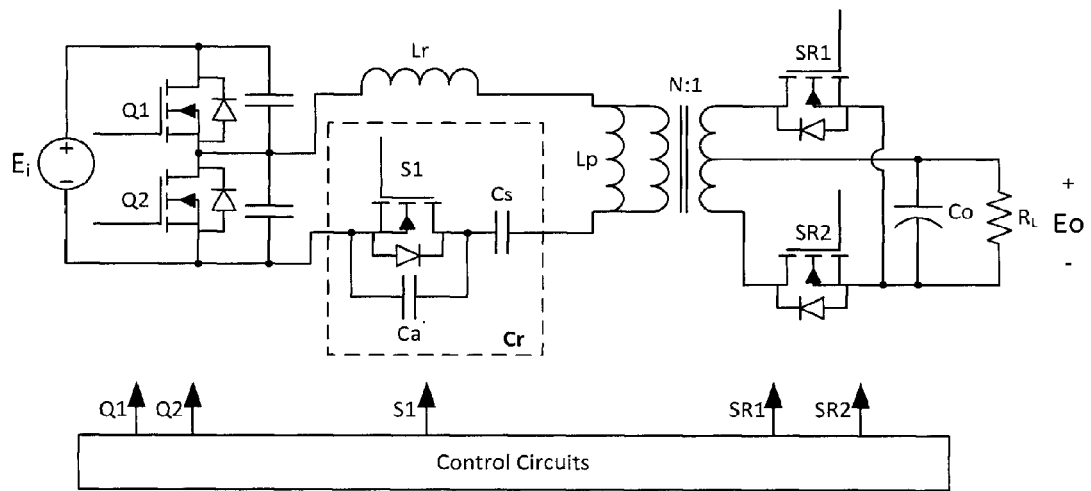 Lr
SR1
N:1
Q1
Ei
+
-
Lp
S1
Cs
Q2
Co
RL
+
Eo
-
SR2
Ca
Cr
Q1
Q2
S1
SR1
SR2
Control Circuits